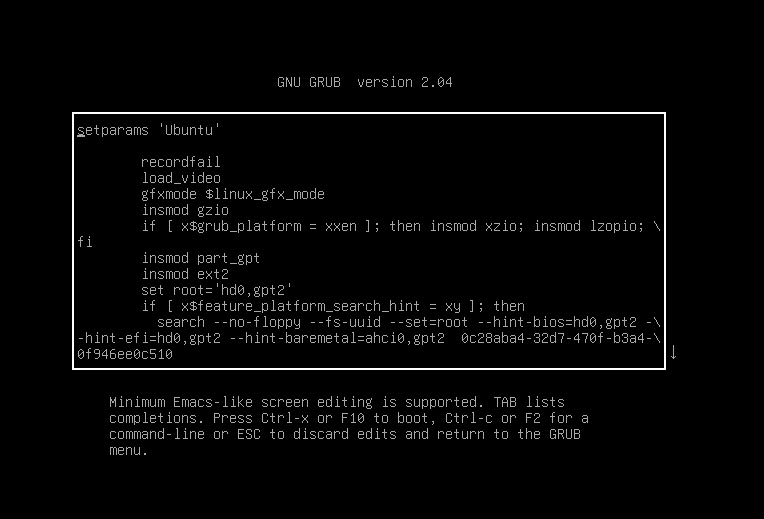 GNU GRUB  version 2.04
setparams 'Ubuntu'
recordfail
load_video
gfxmode $linux_gfx_mode
insmod gzio
if [ x$grub_platform = xxen ]; then insmod xzio; insmod lzopio; \
fi
insmod part_gpt
insmod ext2
set root='hd0,gpt2'
if [ x$feature_platform_search_hint = xy ]; then
search --no-floppy --fs-uuid --set=root --hint-bios=hd0,gpt2 -\
-hint-efi=hd0,gpt2 --hint-baremetal=ahci0,gpt2  0c28aba4-32d7-470f-b3a4-\
0f946ee0c510
↓
Minimum Emacs-like screen editing is supported. TAB lists
completions. Press Ctrl-x or F10 to boot, Ctrl-c or F2 for a
command-line or ESC to discard edits and return to the GRUB
menu.